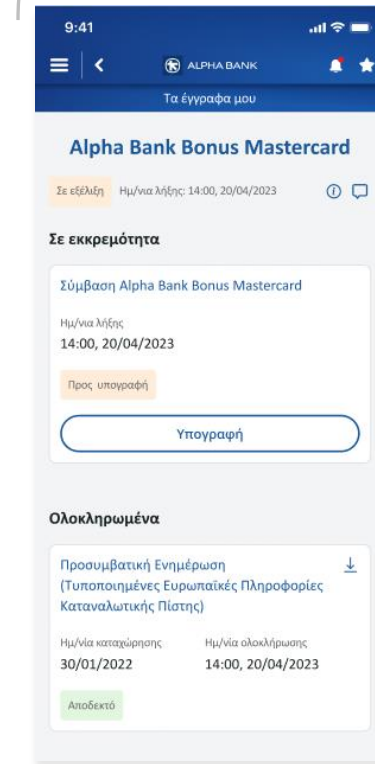 9:41
ALPHA BANK
Τα έγγραφα μου
Alpha Bank Bonus Mastercard
Σε εξέλιξη Ημ/νια λήξης: 14:00, 20/04/2023
Σε εκκρεμότητα
Σύμβαση Alpha Bank Bonus Mastercard
Ημ/νια λήξης
14:00, 20/04/2023
Προς υπογραφή
Υπογραφή
Ολοκληρωμένα
Προσυμβατική Ενημέρωση
(Τυποποιημένες Ευρωπαϊκές Πληροφορίες
Καταναλωτικής Πίστης)
Ημ/νία καταχώρησης Ημ/νία ολοκλήρωσης
30/01/2022 14:00, 20/04/2023
Αποδεκτό